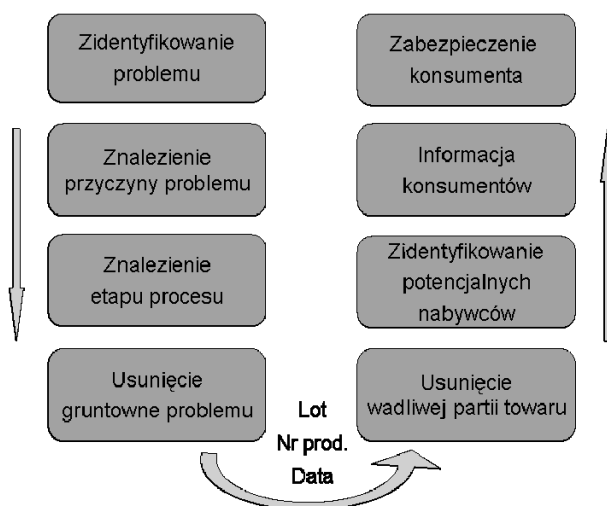 Zidentyfikowanie
problemu
Znalezienie
przyczyny problemu
Znalezienie
etapu procesu
Usunięcie
gruntowne problemu
Lot
Nr prod.
Data
Usunięcie
wadliwej partii towaru
Zidentyfikowanie
potencjalnych
nabywców
Informacja
konsumentów
Zabezpieczenie
konsumenta